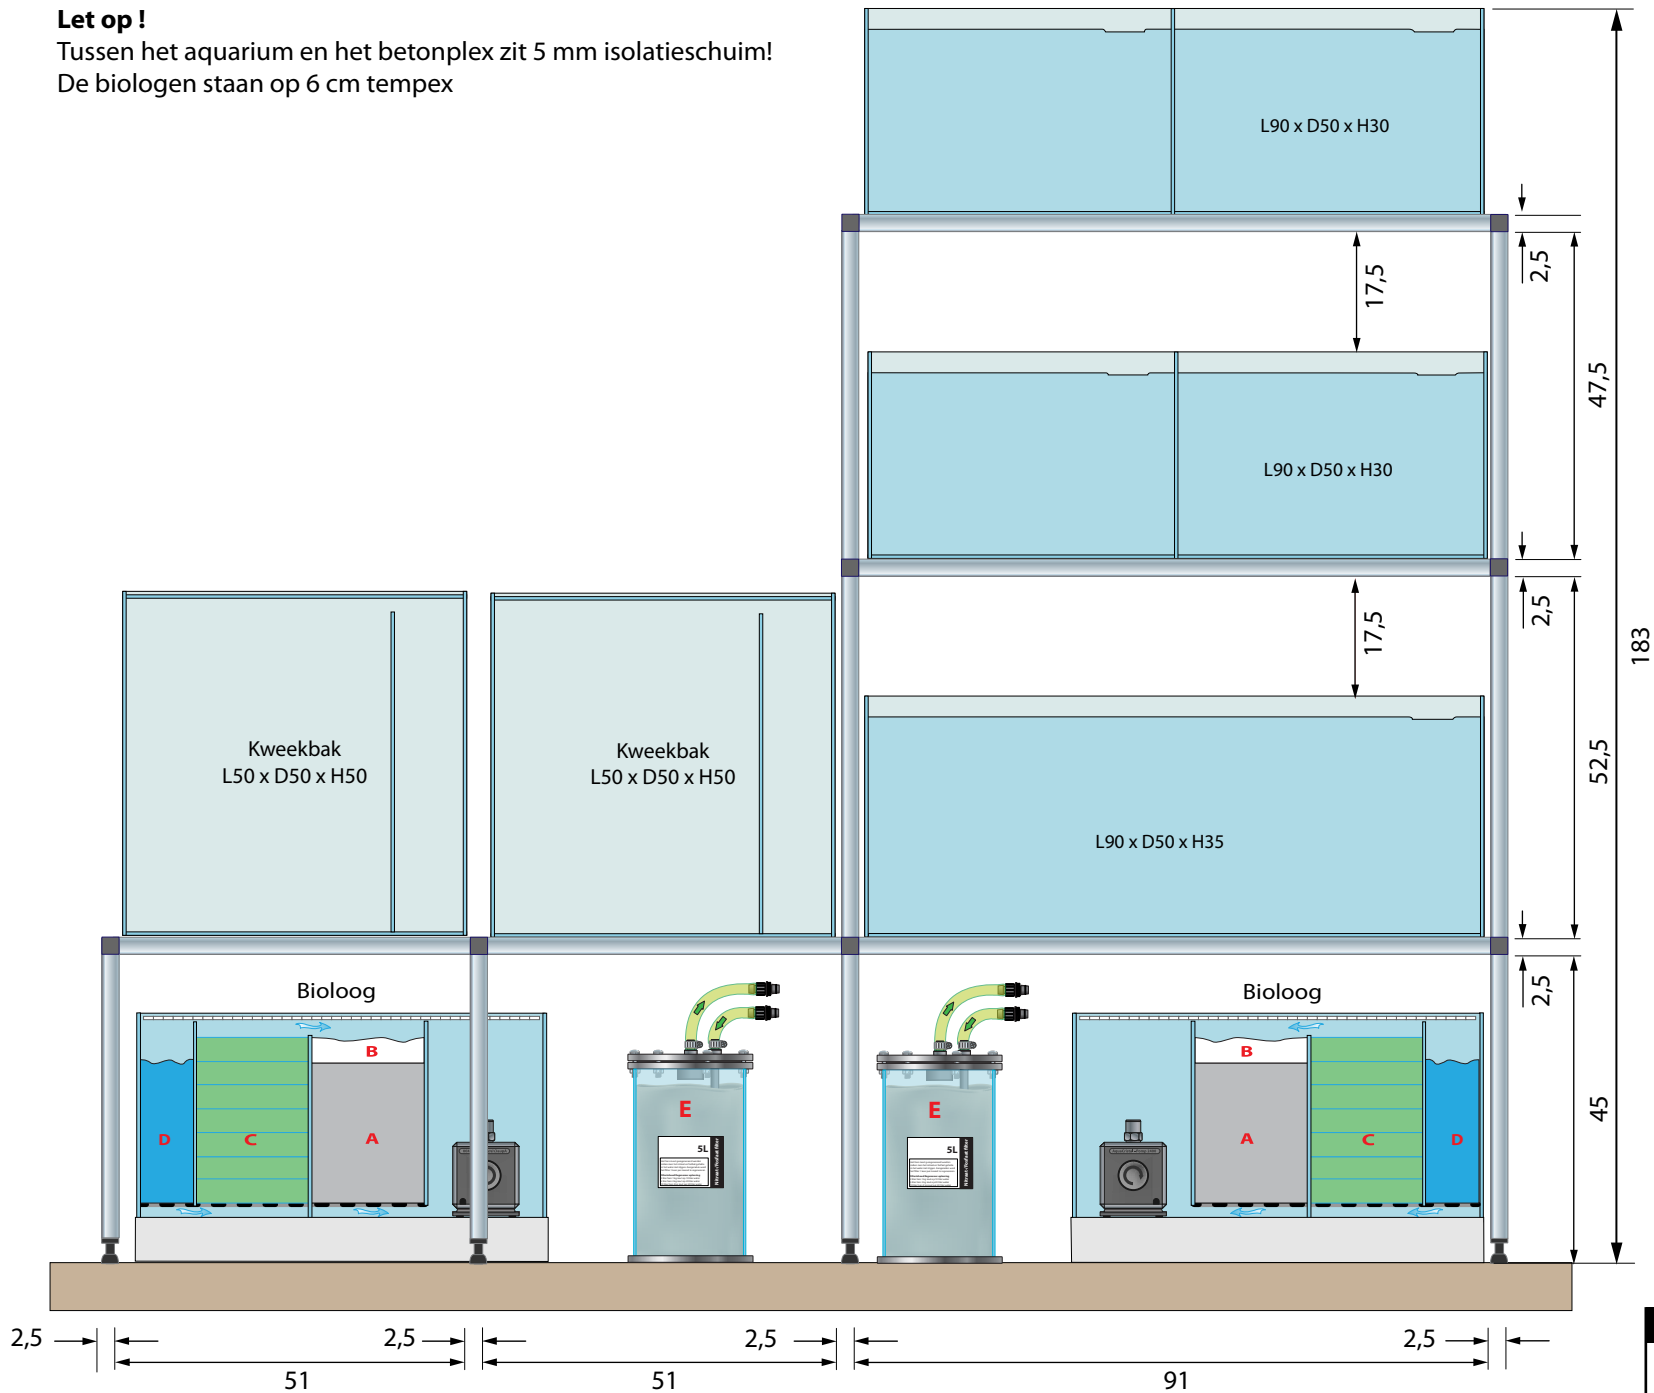 Let op !
Tussen het aquarium en het betonplex zit 5 mm isolatieschuim!
De biologen staan op 6 cm tempex
L90 x D50 x H30
2,5
17,5
47,5
L90 x D50 x H30
2,5
17,5
183
Kweekbak
L50 x D50 x H50
Kweekbak
L50 x D50 x H50
52,5
L90 x D50 x H35
2,5
Bioloog
Bioloog
B
B
E
E
45
D
C
A
A
C
D
5L
5L
2,5
2,5
2,5
2,5
51
51
91